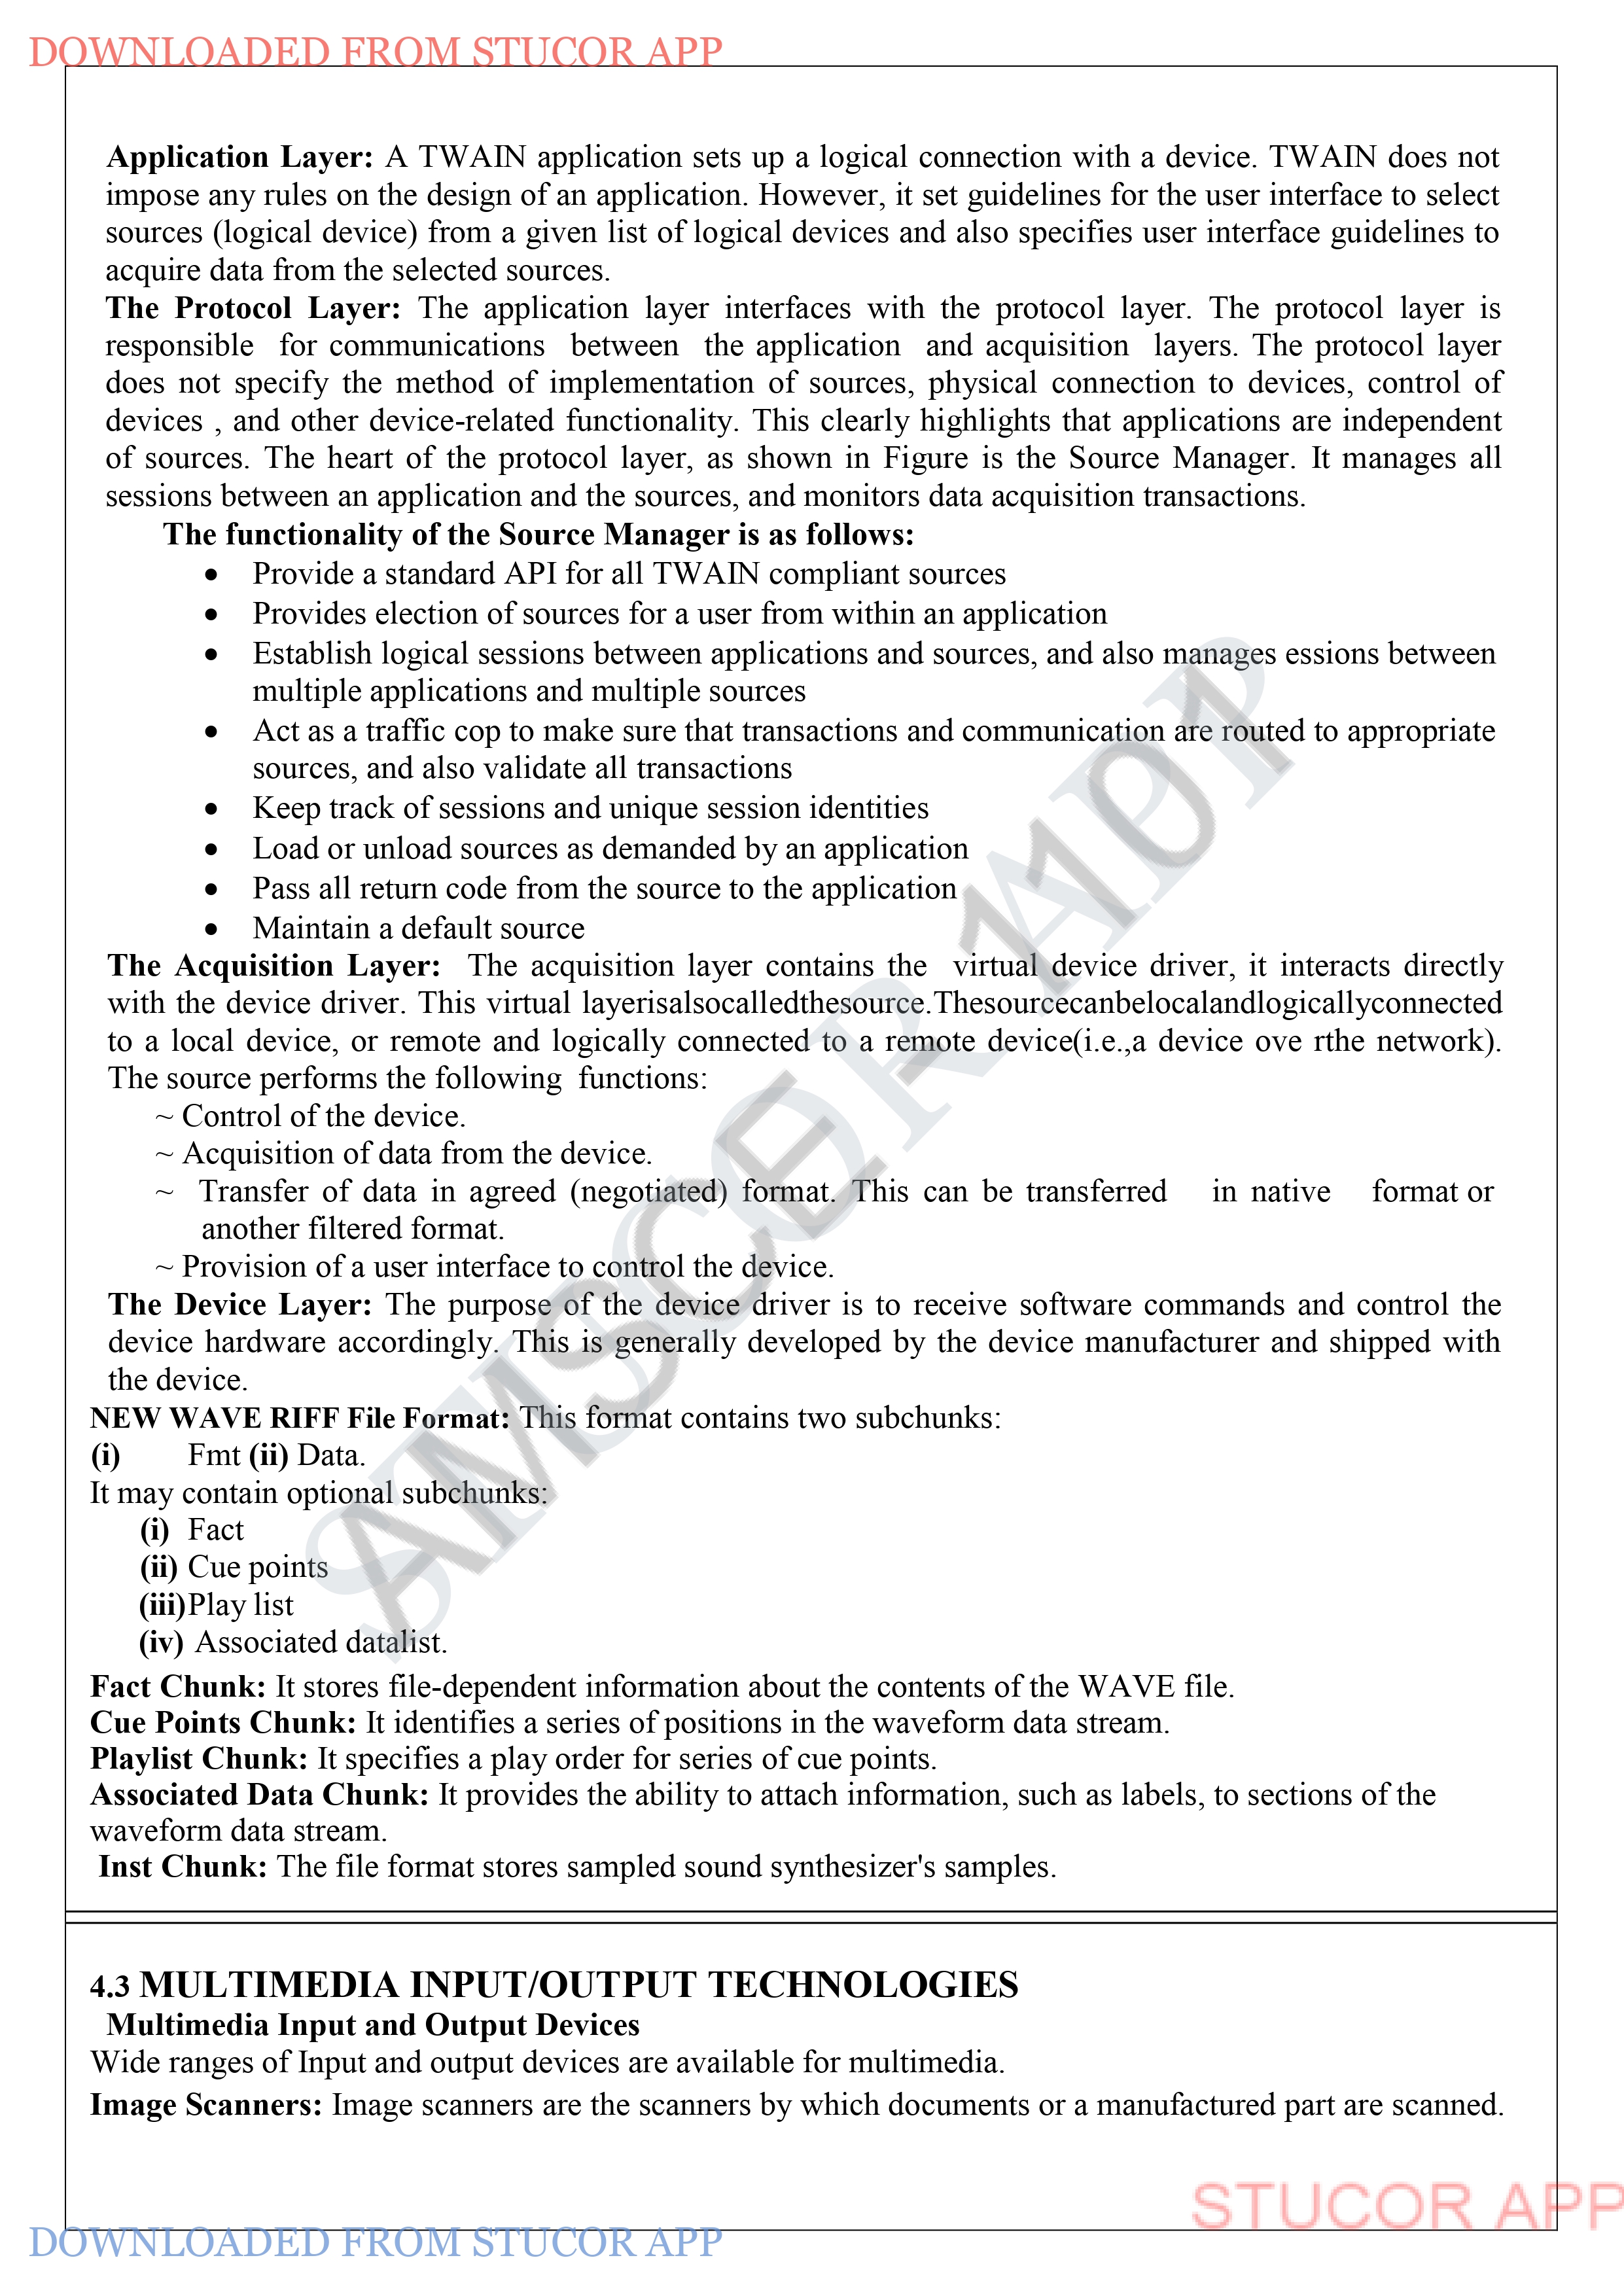 DOWNLOADED FROM STUCOR APP
Application Layer: A TWAIN application sets up a logical connection with a device. TWAIN does not
impose any rules on the design of an application. However, it set guidelines for the user interface to select
sources (logical device) from a given list of logical devices and also specifies user interface guidelines to
acquire data from the selected sources.
The Protocol Layer: The application layer interfaces with the protocol layer. The protocol layer is
responsible for communications between the application and acquisition layers. The protocol layer
does not specify the method of implementation of sources, physical connection to devices, control of
devices , and other device-related functionality. This clearly highlights that applications are independent
of sources. The heart of the protocol layer, as shown in Figure is the Source Manager. It manages all
sessions between an application and the sources, and monitors data acquisition transactions.
The functionality of the Source Manager is as follows:
• Provide a standard API for all TWAIN compliant sources
• Provides election of sources for a user from within an application
• Establish logical sessions between applications and sources, and also manages essions between
multiple applications and multiple sources
• Act as a traffic cop to make sure that transactions and communication are routed to appropriate
sources, and also validate all transactions
• Keep track of sessions and unique session identities
• Load or unload sources as demanded by an application
• Pass all return code from the source to the application
• Maintain a default source
The Acquisition Layer: The acquisition layer contains the virtual device driver, it interacts directly
with the device driver. This virtual layerisalsocalledthesource.Thesourcecanbelocalandlogicallyconnected
to a local device, or remote and logically connected to a remote device(i.e.,a device ove rthe network).
The source performs the following functions:
~ Control of the device.
~ Acquisition of data from the device.
~ Transfer of data in agreed (negotiated) format. This can be transferred in native format or
another filtered format.
~ Provision of a user interface to control the device.
The Device Layer: The purpose of the device driver is to receive software commands and control the
device hardware accordingly. This is generally developed by the device manufacturer and shipped with
the device.
NEW WAVE RIFF File Format: This format contains two subchunks:
(i) Fmt (ii) Data.
It may contain optional subchunks:
(i) Fact
(ii) Cue points
(iii)Play list
(iv) Associated datalist.
Fact Chunk: It stores file-dependent information about the contents of the WAVE file.
Cue Points Chunk: It identifies a series of positions in the waveform data stream.
Playlist Chunk: It specifies a play order for series of cue points.
Associated Data Chunk: It provides the ability to attach information, such as labels, to sections of the
waveform data stream.
Inst Chunk: The file format stores sampled sound synthesizer's samples.
STUCOR APP
AMSCE 1101
4.3 MULTIMEDIA INPUT/OUTPUT TECHNOLOGIES
Multimedia Input and Output Devices
Wide ranges of Input and output devices are available for multimedia.
Image Scanners: Image scanners are the scanners by which documents or a manufactured part are scanned.
STUCOR APP
DOWNLOADED FROM STUCOR APP